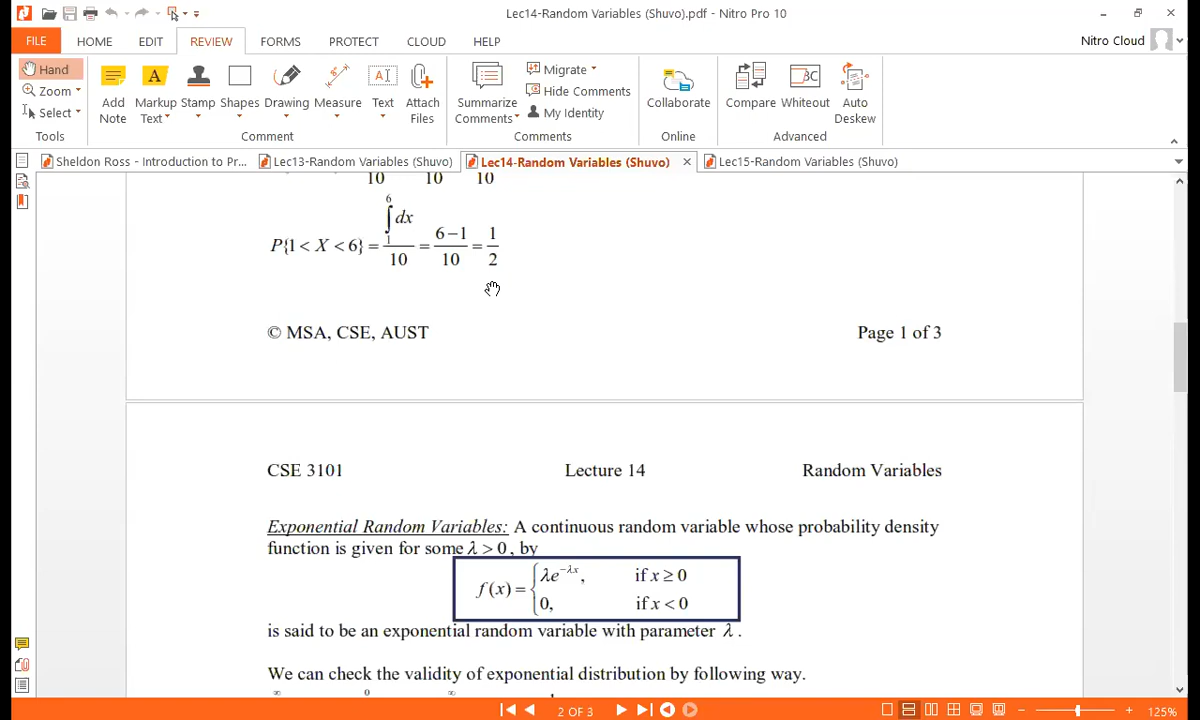 Lec14-Random Variables (Shuvo).pdf - Nitro Pro 10
FILE HOME EDIT REVIEW FORMS PROTECT CLOUD HELP Nitro Cloud
Hand
Zoom
Select
Tools
Add Note
Markup Text
Stamp
Shapes
Drawing
Measure
Text
Attach Files
Comment
Summarize Comments
Migrate
Hide Comments
My Identity
Comments
Collaborate
Online
Compare
Whiteout
Auto Deskew
Advanced
Sheldon Ross - Introduction to Pr... Lec13-Random Variables (Shuvo) Lec14-Random Variables (Shuvo) Lec15-Random Variables (Shuvo)
10 10 10
P{1 < X < 6} = ∫₁⁶ dx / 10 = 6−1 / 10 = 1 / 2
© MSA, CSE, AUST Page 1 of 3
CSE 3101 Lecture 14 Random Variables
Exponential Random Variables: A continuous random variable whose probability density
function is given for some λ > 0, by
f(x) = { λe^{−λx}, if x ≥ 0
0, if x < 0
is said to be an exponential random variable with parameter λ.
We can check the validity of exponential distribution by following way.
∞ 0 ∞
2 OF 3 125%